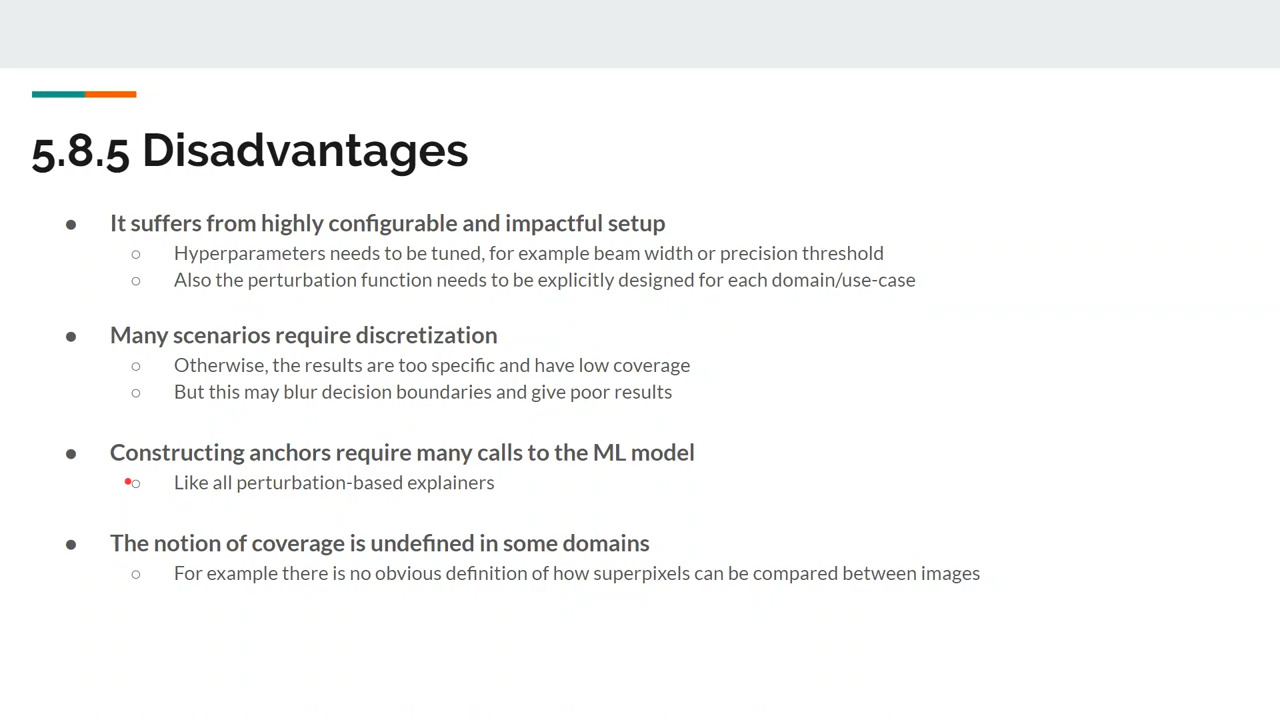 5.8.5 Disadvantages
● It suffers from highly configurable and impactful setup
○ Hyperparameters needs to be tuned, for example beam width or precision threshold
○ Also the perturbation function needs to be explicitly designed for each domain/use-case
● Many scenarios require discretization
○ Otherwise, the results are too specific and have low coverage
○ But this may blur decision boundaries and give poor results
● Constructing anchors require many calls to the ML model
○ Like all perturbation-based explainers
● The notion of coverage is undefined in some domains
○ For example there is no obvious definition of how superpixels can be compared between images